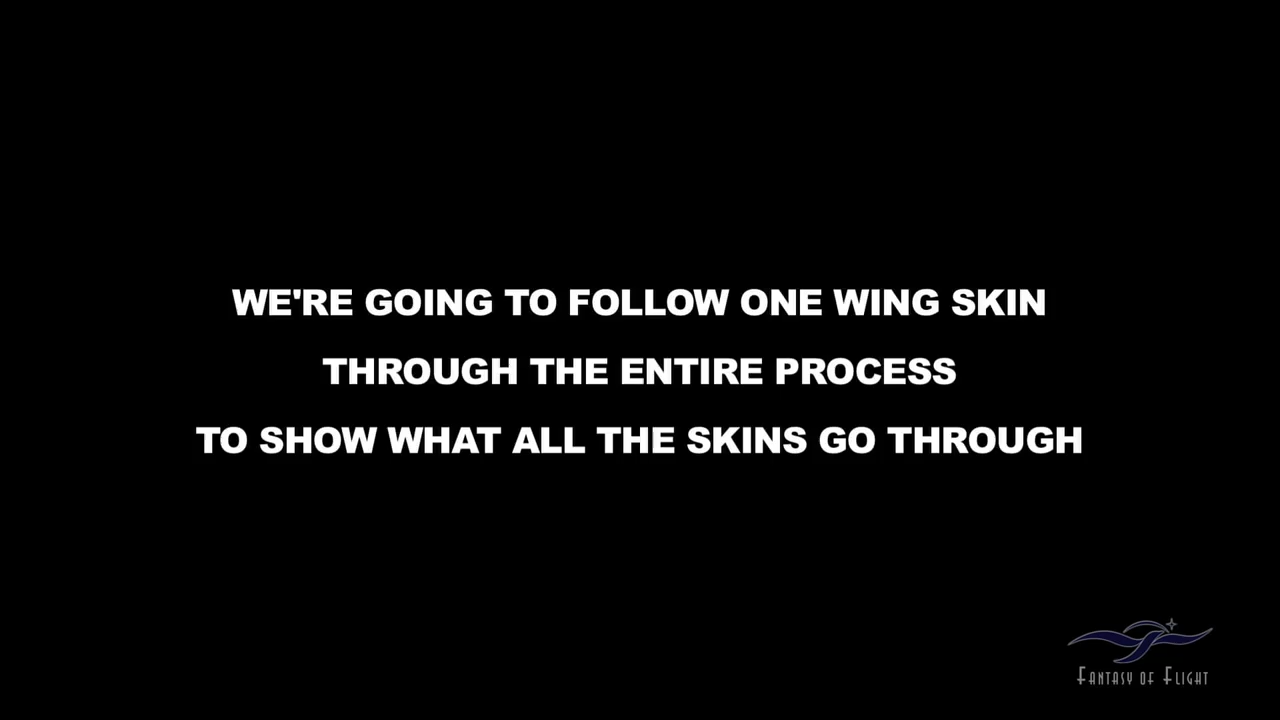 WE'RE GOING TO FOLLOW ONE WING SKIN
THROUGH THE ENTIRE PROCESS
TO SHOW WHAT ALL THE SKINS GO THROUGH
FANTASY OF FLIGHT